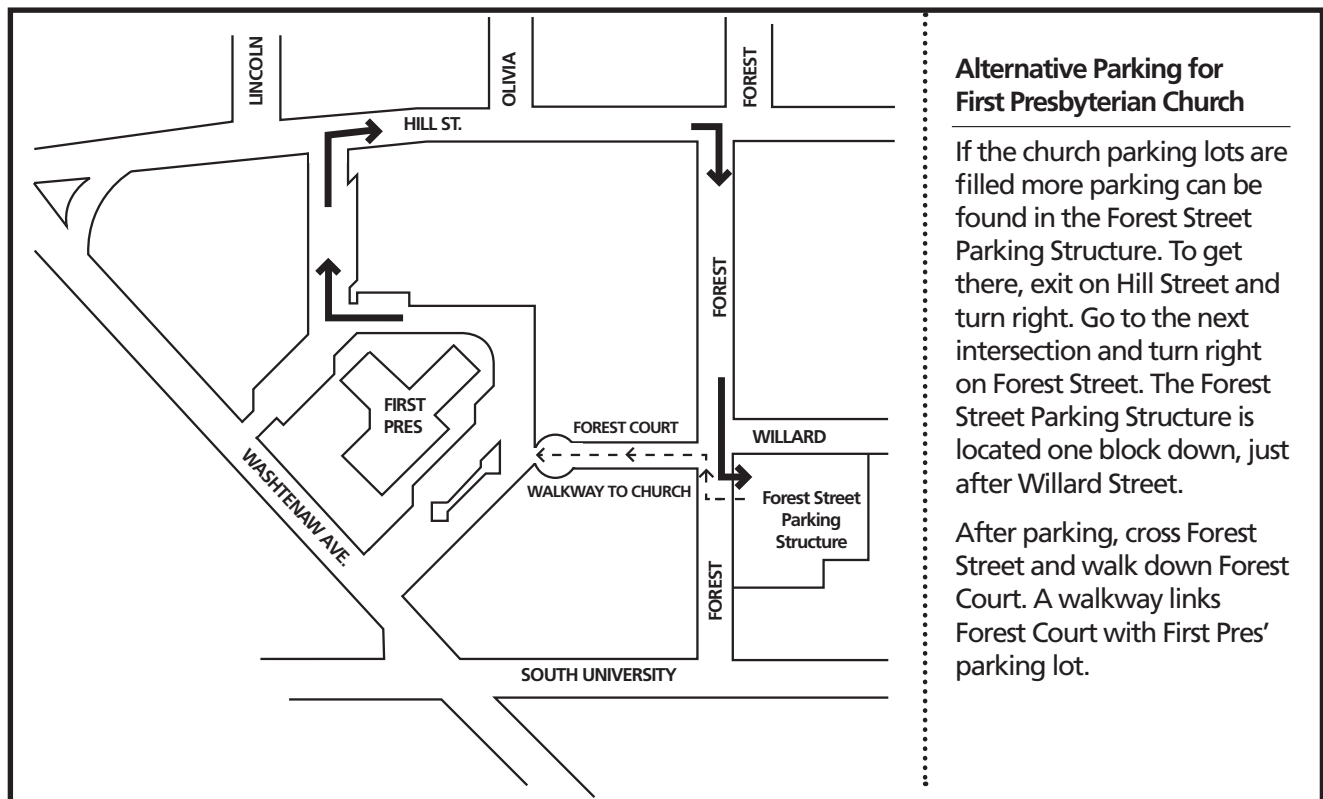 LINCOLN
OLIVIA
FOREST
HILL ST.
FOREST
FIRST
PRES
FOREST COURT
WILLARD
WALKWAY TO CHURCH
WASHTENAW AVE.
Forest Street
Parking
Structure
FOREST
SOUTH UNIVERSITY
Alternative Parking for
First Presbyterian Church
If the church parking lots are
filled more parking can be
found in the Forest Street
Parking Structure. To get
there, exit on Hill Street and
turn right. Go to the next
intersection and turn right
on Forest Street. The Forest
Street Parking Structure is
located one block down, just
after Willard Street.
After parking, cross Forest
Street and walk down Forest
Court. A walkway links
Forest Court with First Pres’
parking lot.